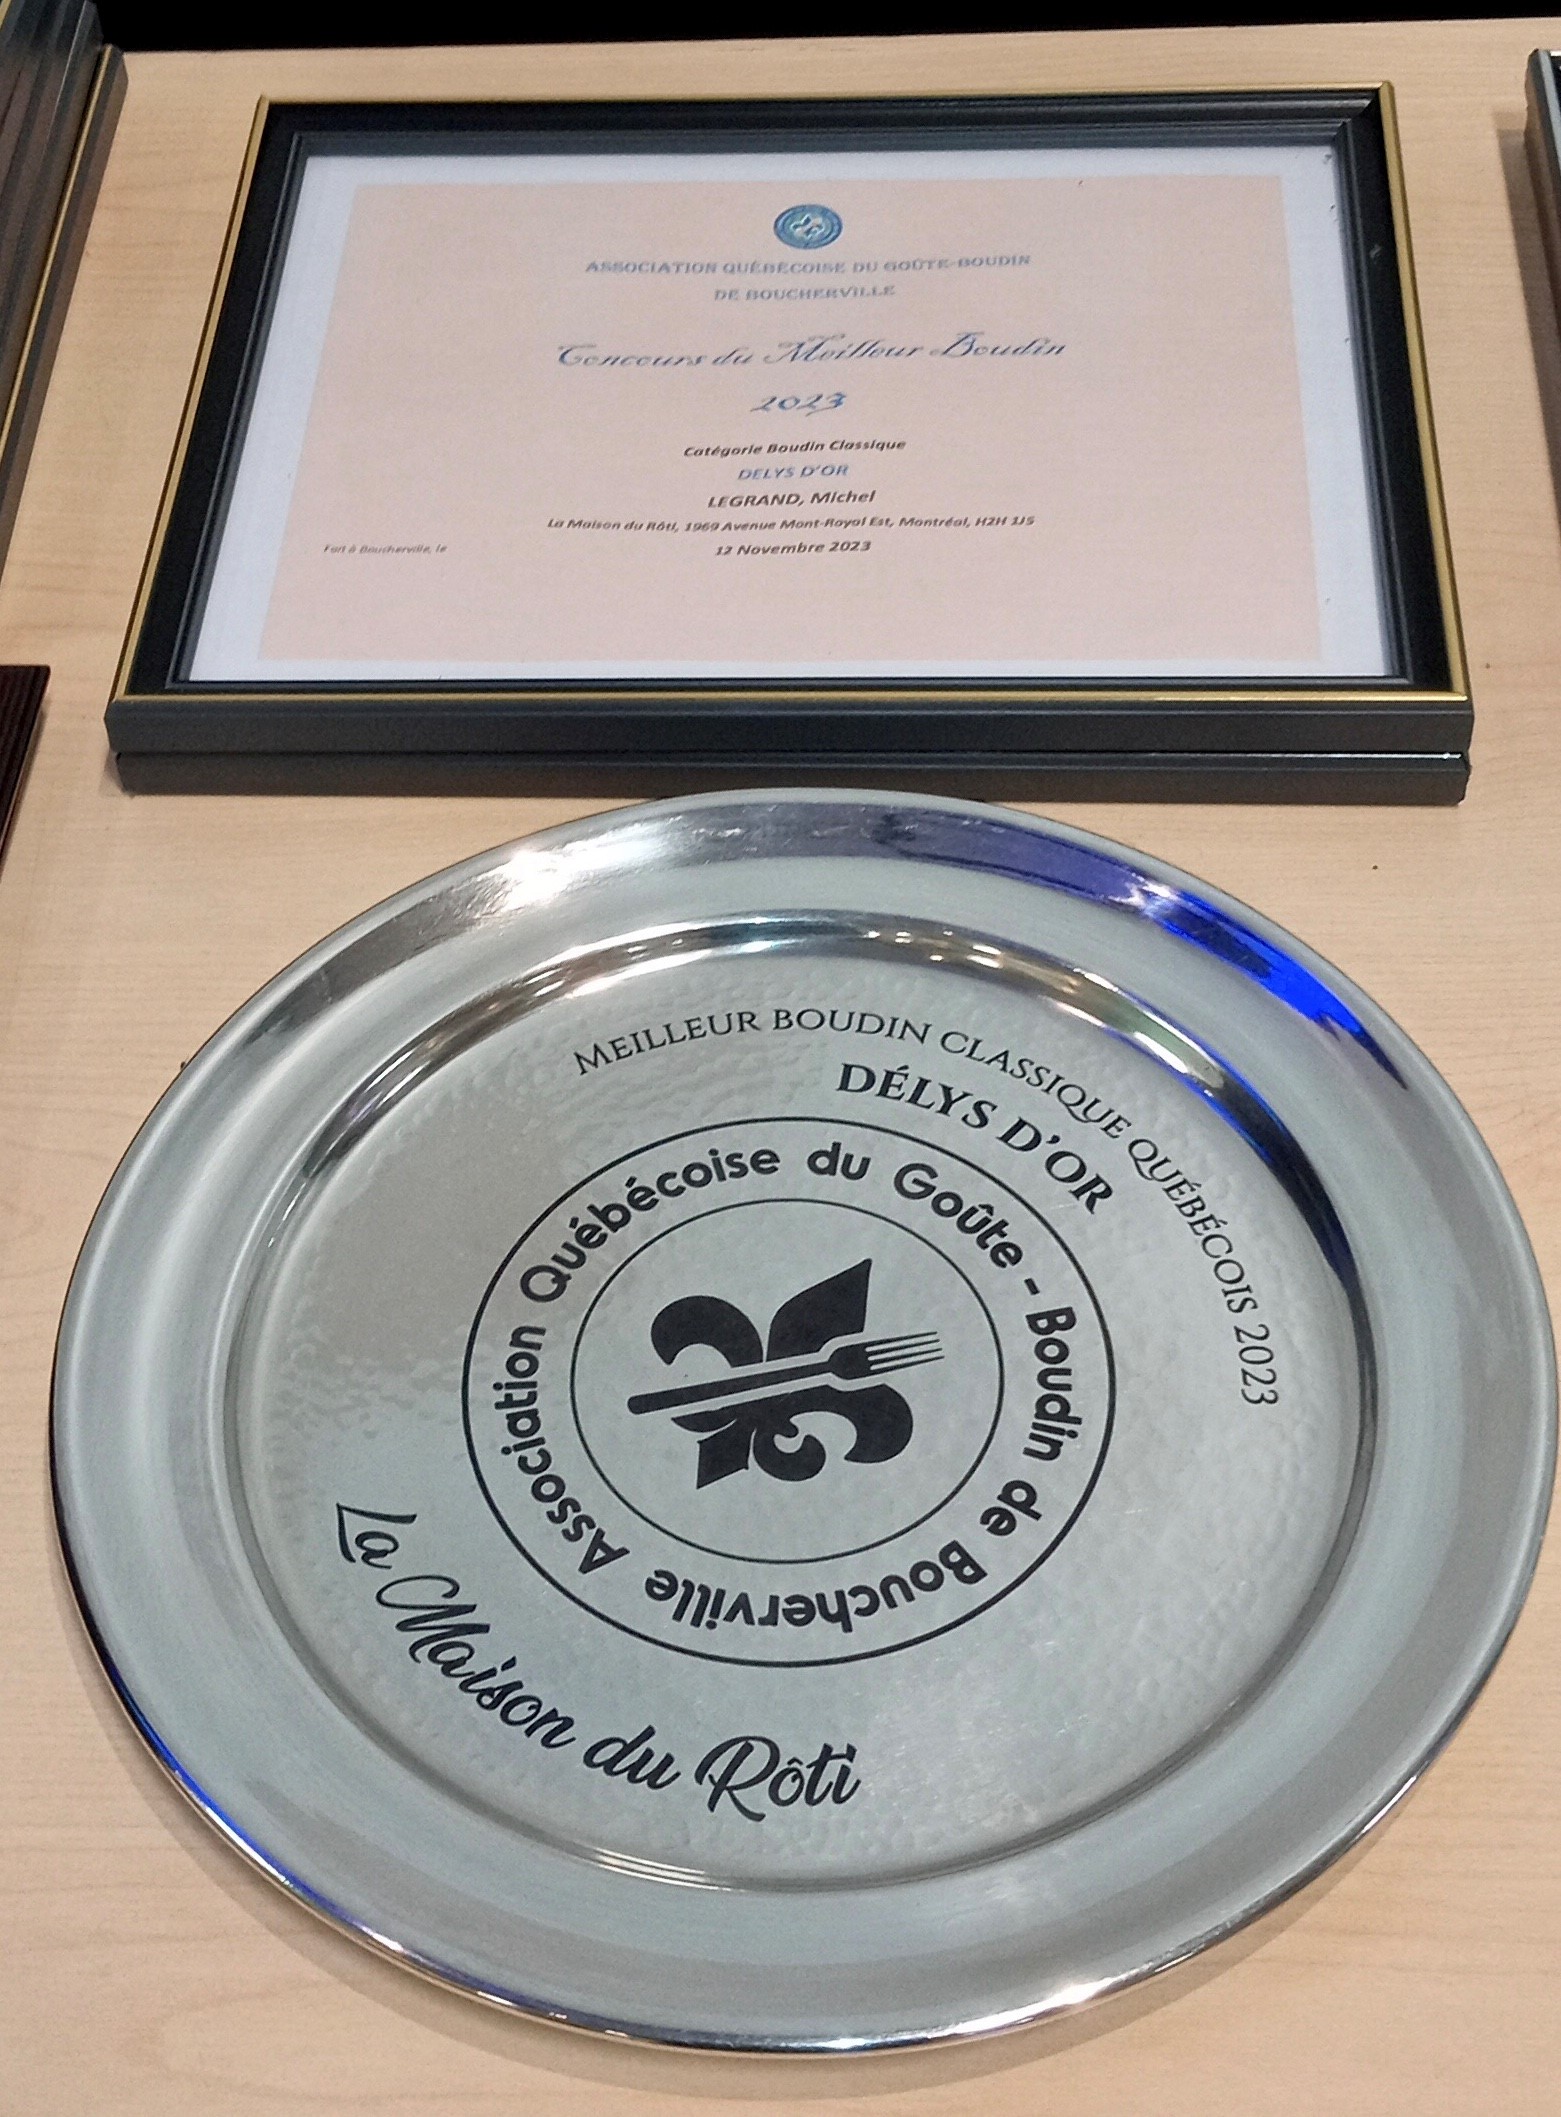 ASSOCIATION QUÉBÉCOISE DU GOÛTE-BOUDIN
DE BOUCHERVILLE
Concours du Meilleur Boudin
2023
Catégorie Boudin Classique
DELYS D'OR
LEGRAND, Michel
La Maison du Rôti, 1969 Avenue Mont-Royal Est, Montréal, H2H 1J5
Fait à Boucherville, le
12 Novembre 2023
MEILLEUR BOUDIN CLASSIQUE QUÉBÉCOIS 2023
DÉLYS D'OR
Association Québécoise du Goûte-Boudin de Boucherville
La Maison du Rôti